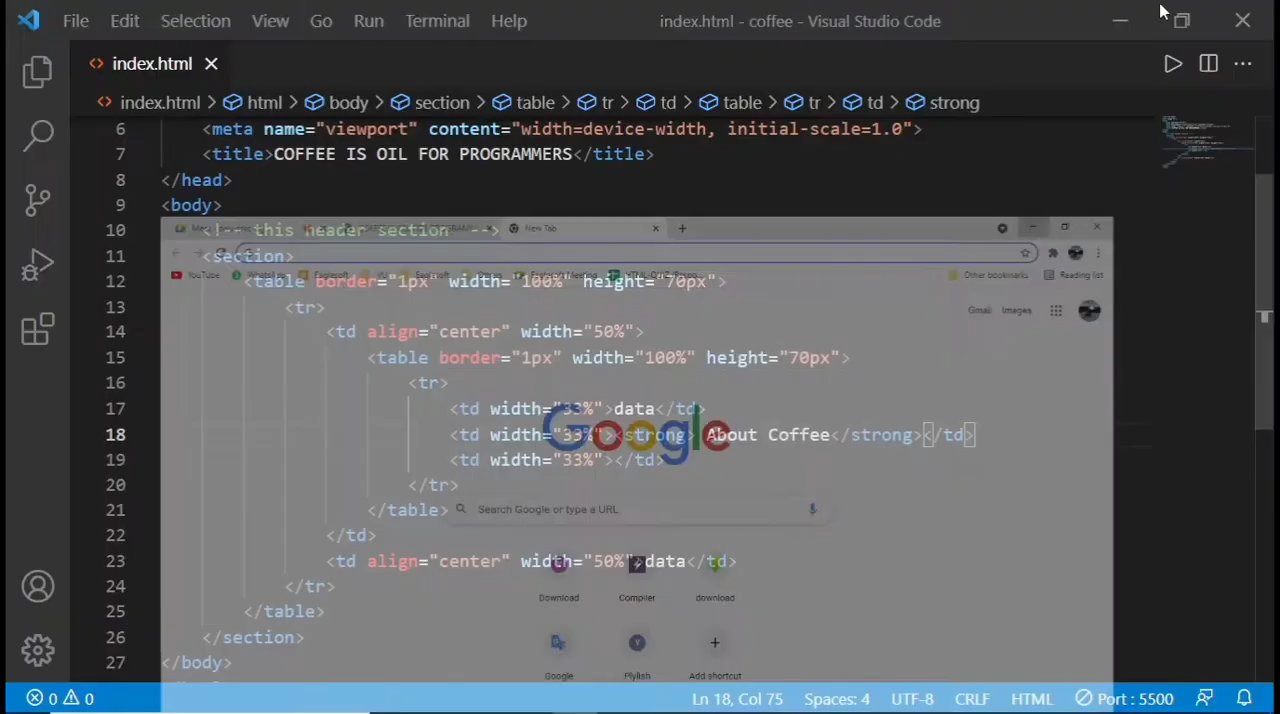 File Edit Selection View Go Run Terminal Help index.html - coffee - Visual Studio Code
index.html
index.html > html > body > section > table > tr > td > table > tr > td > strong
6 <meta name="viewport" content="width=device-width, initial-scale=1.0">
7 <title>COFFEE IS OIL FOR PROGRAMMERS</title>
8 </head>
9 <body>
10 <!-- this header section -->
New Tab
11 <section>
YouTube
Other bookmarks Reading list
12 <table border="1px" width="100%" height="70px">
13 <tr>
Gmail Images
14 <td align="center" width="50%">
15 <table border="1px" width="100%" height="70px">
16 <tr>
17 <td width="33%">data</td>
Google
18 <td width="33%"><strong> About Coffee</strong></td>
19 <td width="33%"></td>
20 </tr>
21 </table>
Search Google or type a URL
22 </td>
23 <td align="center" width="50%">data</td>
24 </tr>
Download Compiler download
25 </table>
26 </section>
27 </body>
Google Plylish Add shortcut
0 0 Ln 18, Col 75 Spaces: 4 UTF-8 CRLF HTML Port : 5500